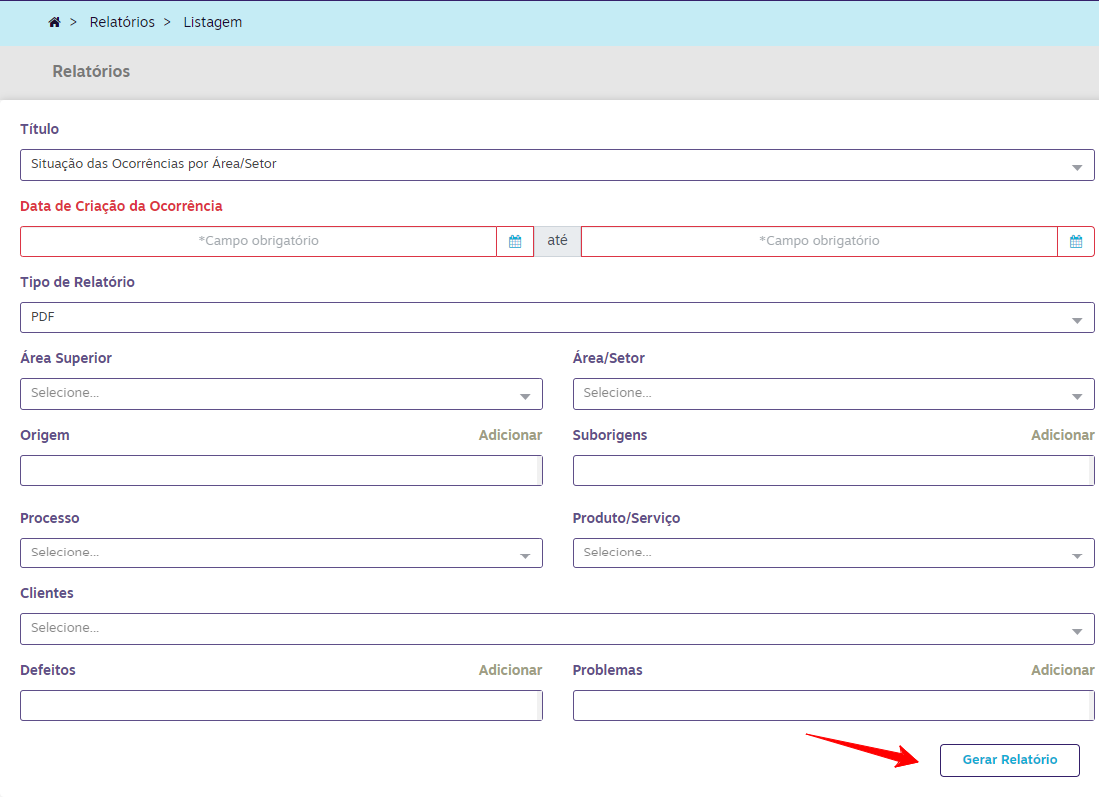 > Relatórios > Listagem
Relatórios
Título
Situação das Ocorrências por Área/Setor
Data de Criação da Ocorrência
*Campo obrigatório até *Campo obrigatório
Tipo de Relatório
PDF
Área Superior Área/Setor
Selecione... Selecione...
Origem Adicionar Suborigens Adicionar
Processo Produto/Serviço
Selecione... Selecione...
Clientes
Selecione...
Defeitos Adicionar Problemas Adicionar
Gerar Relatório